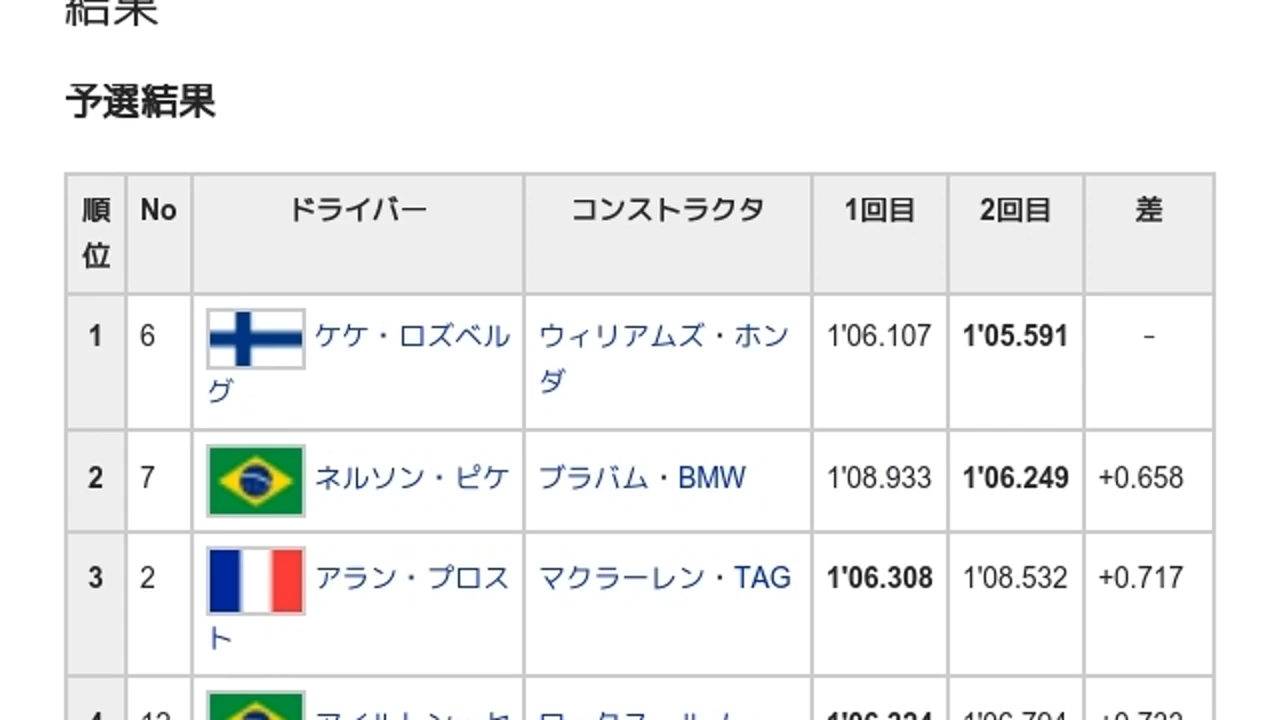 結果
予選結果
順位 No ドライバー コンストラクタ 1回目 2回目 差
1 6 ケケ・ロズベルグ ウィリアムズ・ホンダ 1'06.107 1'05.591 -
2 7 ネルソン・ピケ ブラバム・BMW 1'08.933 1'06.249 +0.658
3 2 アラン・プロスト マクラーレン・TAG 1'06.308 1'08.532 +0.717